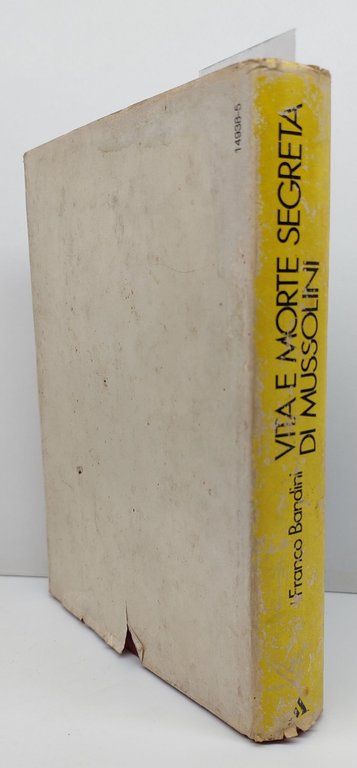 14938-5
Franco Bandini
VITA E MORTE SEGRETA
DI MUSSOLINI